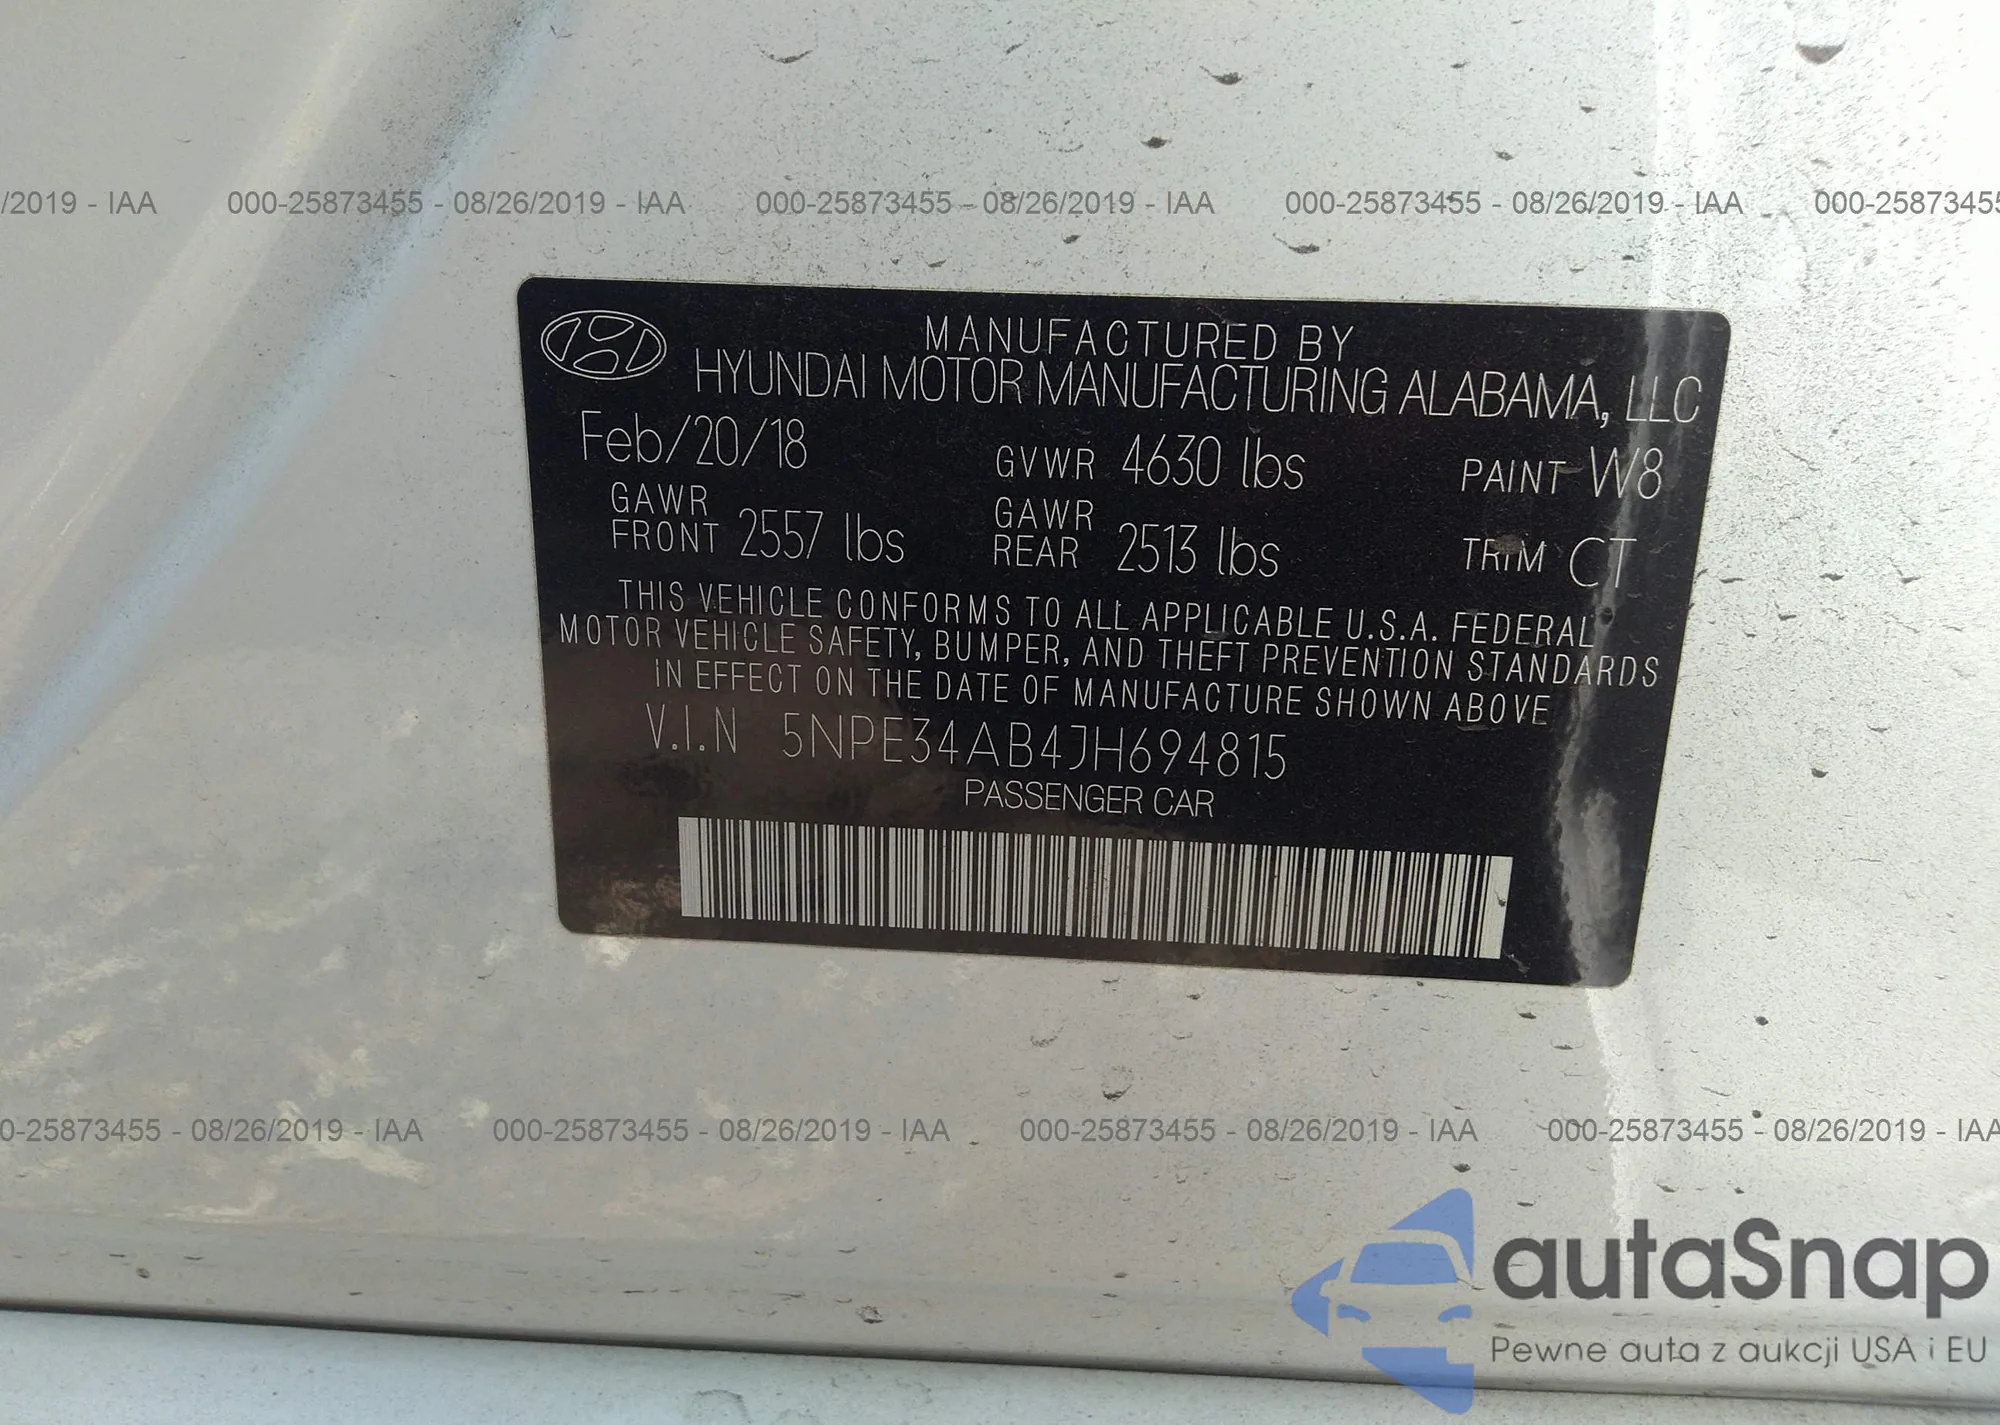 /2019 - IAA 000-25873455 - 08/26/2019 - IAA 000-25873455 - 08/26/2019 - IAA 000-25873455 - 08/26/2019 - IAA 000-25873455
MANUFACTURED BY
HYUNDAI MOTOR MANUFACTURING ALABAMA, LLC
Feb/20/18 GVWR 4630 lbs PAINT W8
GAWR FRONT 2557 lbs GAWR REAR 2513 lbs TRIM CT
THIS VEHICLE CONFORMS TO ALL APPLICABLE U.S.A. FEDERAL
MOTOR VEHICLE SAFETY, BUMPER, AND THEFT PREVENTION STANDARDS
IN EFFECT ON THE DATE OF MANUFACTURE SHOWN ABOVE
V.I.N 5NPE34AB4JH694815
PASSENGER CAR
0-25873455 - 08/26/2019 - IAA 000-25873455 - 08/26/2019 - IAA 000-25873455 - 08/26/2019 - IAA 000-25873455 - 08/26/2019 - IAA
autaSnap
Pewne auta z aukcji USA i EU